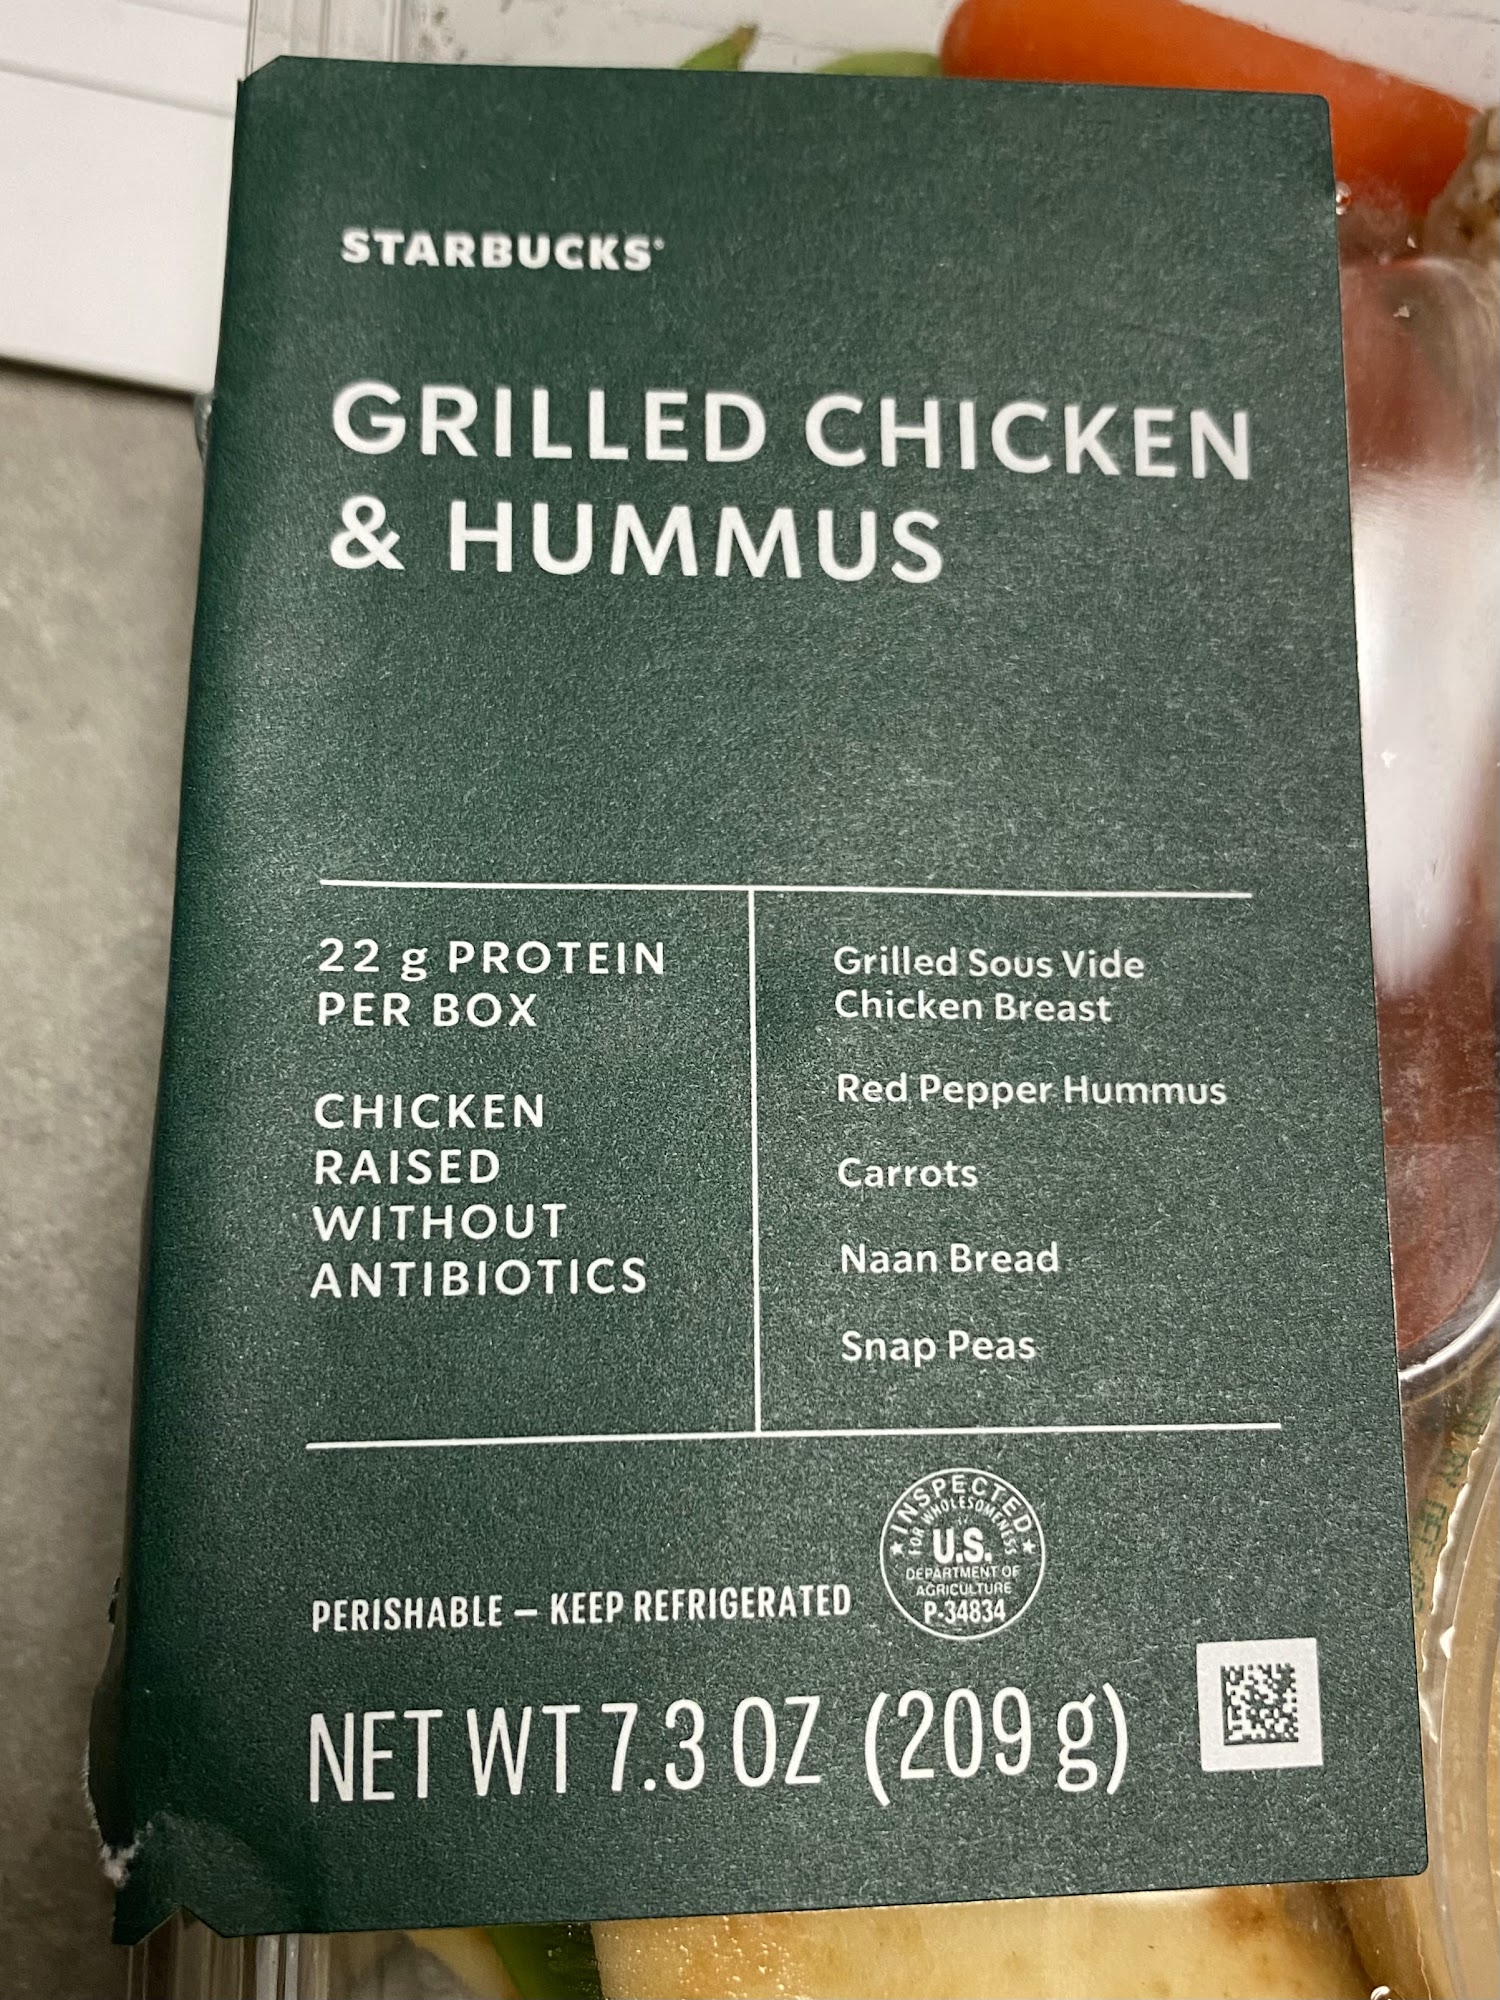 STARBUCKS®
GRILLED CHICKEN
& HUMMUS
22 g PROTEIN
PER BOX
CHICKEN
RAISED
WITHOUT
ANTIBIOTICS
Grilled Sous Vide
Chicken Breast
Red Pepper Hummus
Carrots
Naan Bread
Snap Peas
INSPECTED
FOR WHOLESOMENESS
U.S.
DEPARTMENT OF
AGRICULTURE
P-34834
PERISHABLE – KEEP REFRIGERATED
NET WT 7.3 OZ (209 g)